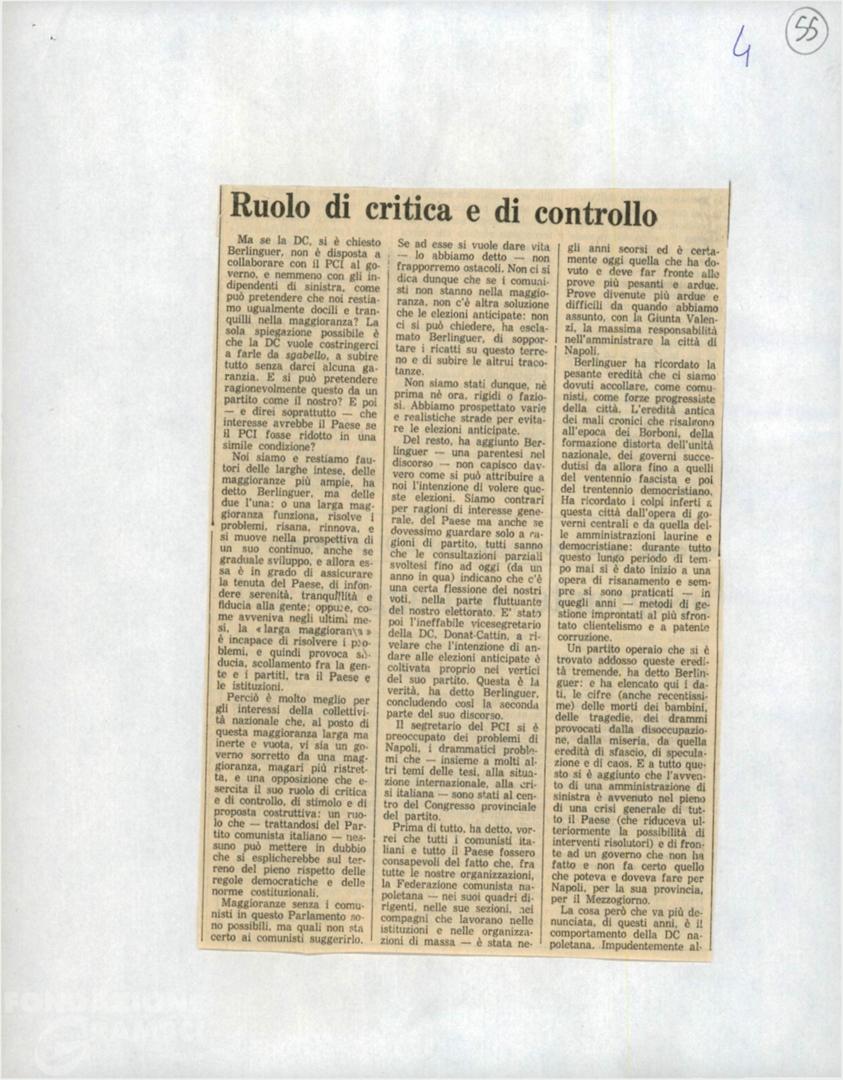 4
55
Ruolo di critica e di controllo
Ma se la DC, si è chiesto
Berlinguer, non è disposta a
collaborare con il PCI al go-
verno, e nemmeno con gli in-
dipendenti di sinistra, come
può pretendere che noi restia-
mo ugualmente docili e tran-
quilli nella maggioranza? La
sola spiegazione possibile è
che la DC vuole costringerci
a farle da sgabello, a subire
tutto senza darci alcuna ga-
ranzia. E si può pretendere
ragionevolmente questo da un
partito come il nostro? E poi
— e direi soprattutto — che
interesse avrebbe il Paese se
il PCI fosse ridotto in una
simile condizione?
Noi siamo e restiamo fau-
tori delle larghe intese, delle
maggioranze più ampie, ha
detto Berlinguer, ma delle
due l'una: o una larga mag-
gioranza funziona, risolve i
problemi, risana, rinnova, e
si muove nella prospettiva di
un suo continuo, anche se
graduale sviluppo, e allora es-
sa è in grado di assicurare
la tenuta del Paese, di infon-
dere serenità, tranquillità e
fiducia alla gente; oppure, co-
me avveniva negli ultimi me-
si, la «larga maggioranza»
è incapace di risolvere i pro-
blemi, e quindi provoca sfi-
ducia, scollamento fra la gen-
te e i partiti, tra il Paese e
le istituzioni.
Perciò è molto meglio per
gli interessi della collettivi-
tà nazionale che, al posto di
questa maggioranza larga ma
inerte e vuota, vi sia un go-
verno sorretto da una mag-
gioranza, magari più ristret-
ta, e una opposizione che e-
sercita il suo ruolo di critica
e di controllo, di stimolo e di
proposta costruttiva: un ruo-
lo che — trattandosi del Par-
tito comunista italiano — nes-
suno può mettere in dubbio
che si esplicherebbe sul ter-
reno del pieno rispetto delle
regole democratiche e delle
norme costituzionali.
Maggioranze senza i comu-
nisti in questo Parlamento so-
no possibili, ma quali non sta
certo ai comunisti suggerirlo.
Se ad esse si vuole dare vita
— lo abbiamo detto — non
frapporremo ostacoli. Non ci si
dica dunque che se i comuni-
sti non stanno nella maggio-
ranza, non c'è altra soluzione
che le elezioni anticipate: non
ci si può chiedere, ha escla-
mato Berlinguer, di soppor-
tare i ricatti su questo terre-
no e di subire le altrui traco-
tanze.
Non siamo stati dunque, nè
prima nè ora, rigidi o fazio-
si. Abbiamo prospettato varie
e realistiche strade per evita-
re le elezioni anticipate.
Del resto, ha aggiunto Ber-
linguer — una parentesi nel
discorso — non capisco dav-
vero come si può attribuire a
noi l'intenzione di volere que-
ste elezioni. Siamo contrari
per ragioni di interesse gene-
rale, del Paese ma anche se
dovessimo guardare solo a ra-
gioni di partito, tutti sanno
che le consultazioni parziali
svoltesi fino ad oggi (da un
anno in qua) indicano che c'è
una certa flessione dei nostri
voti, nella parte fluttuante
del nostro elettorato. E' stato
poi l'ineffabile vicesegretario
della DC, Donat-Cattin, a ri-
velare che l'intenzione di an-
dare alle elezioni anticipate è
coltivata proprio nei vertici
del suo partito. Questa è la
verità, ha detto Berlinguer,
concludendo così la seconda
parte del suo discorso.
Il segretario del PCI si è
preoccupato dei problemi di
Napoli, i drammatici proble-
mi che — insieme a molti al-
tri temi delle tesi, alla situa-
zione internazionale, alla cri-
si italiana — sono stati al cen-
tro del Congresso provinciale
del partito.
Prima di tutto, ha detto, vor-
rei che tutti i comunisti ita-
liani e tutto il Paese fossero
consapevoli del fatto che, fra
tutte le nostre organizzazioni,
la Federazione comunista na-
poletana — nei suoi quadri di-
rigenti, nelle sue sezioni, nei
compagni che lavorano nelle
istituzioni e nelle organizza-
zioni di massa — è stata ne-
gli anni scorsi ed è certa-
mente oggi quella che ha do-
vuto e deve far fronte alle
prove più pesanti e ardue.
Prove divenute più ardue e
difficili da quando abbiamo
assunto, con la Giunta Valen-
zi, la massima responsabilità
nell'amministrare la città di
Napoli.
Berlinguer ha ricordato la
pesante eredità che ci siamo
dovuti accollare, come comu-
nisti, come forze progressiste
della città. L'eredità antica
dei mali cronici che risalgono
all'epoca dei Borboni, della
formazione distorta dell'unità
nazionale, dei governi succe-
dutisi da allora fino a quelli
del ventennio fascista e poi
del trentennio democristiano.
Ha ricordato i colpi inferti a
questa città dall'opera di go-
verni centrali e da quella del-
le amministrazioni laurine e
democristiane: durante tutto
questo lungo periodo di tem-
po mai si è dato inizio a una
opera di risanamento e sem-
pre si sono praticati — in
quegli anni — metodi di ge-
stione improntati al più sfron-
tato clientelismo e a patente
corruzione.
Un partito operaio che si è
trovato addosso queste eredi-
tà tremende, ha detto Berlin-
guer: e ha elencato qui i da-
ti, le cifre (anche recentissi-
me) delle morti dei bambini,
delle tragedie, dei drammi
provocati dalla disoccupazio-
ne, dalla miseria, da quella
eredità di sfascio, di specula-
zione e di caos. E a tutto que-
sto si è aggiunto che l'avven-
to di una amministrazione di
sinistra è avvenuto nel pieno
di una crisi generale di tut-
to il Paese (che riduceva ul-
teriormente la possibilità di
interventi risolutori) e di fron-
te ad un governo che non ha
fatto e non fa certo quello
che poteva e doveva fare per
Napoli, per la sua provincia,
per il Mezzogiorno.
La cosa però che va più de-
nunciata, di questi anni, è il
comportamento della DC na-
poletana. Impudentemente al-
FONDAZIONE
GRAMSCI